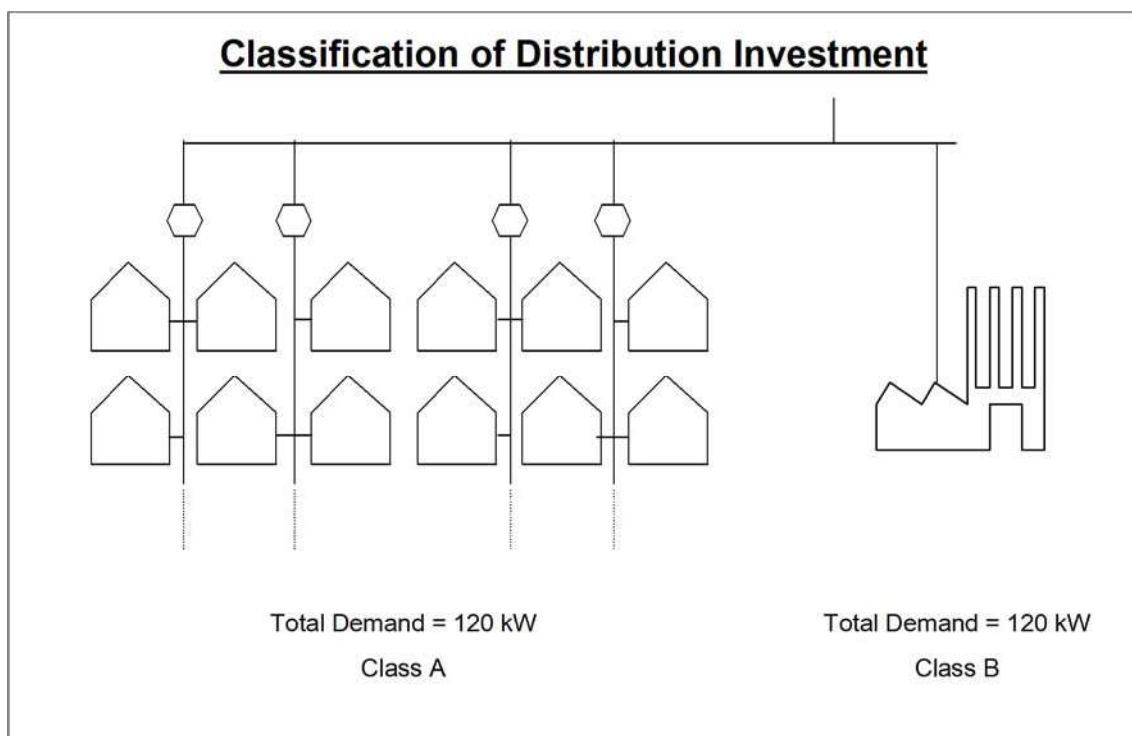 Classification of Distribution Investment
Total Demand = 120 kW
Class A
Total Demand = 120 kW
Class B